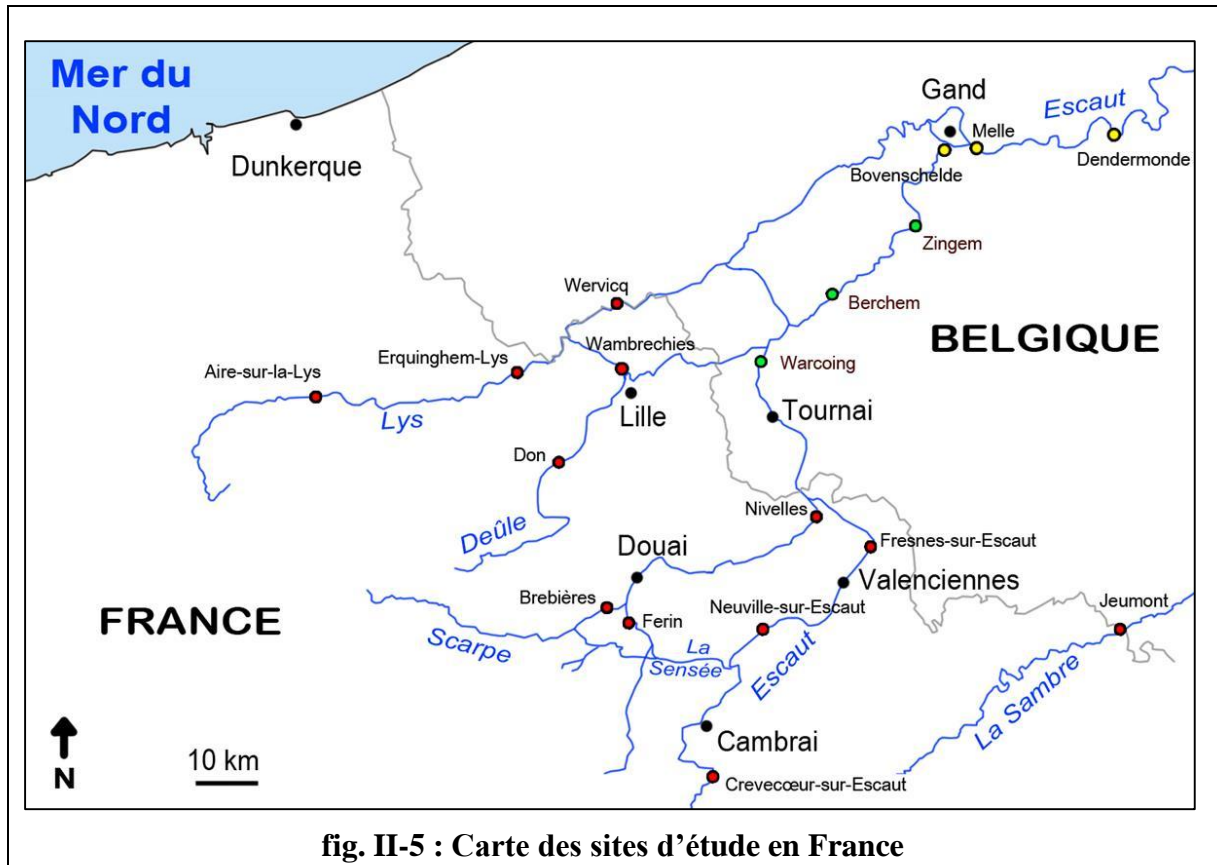 Mer du
Nord
Dunkerque
Gand
Escaut
Melle
Bovenschelde
Dendermonde
Zingem
Wervicq
Berchem
BELGIQUE
Wambrechies
Erquinghem-Lys
Warcoing
Aire-sur-la-Lys
Lille
Lys
Tournai
Don
Nivelles
Deûle
Douai
Fresnes-sur-Escaut
Valenciennes
Brebières
Neuville-sur-Escaut
Jeumont
FRANCE
Ferin
Scarpe
La
Sensée
Escaut
La Sambre
10 km
N
Cambrai
Crevecœur-sur-Escaut
fig. II-5 : Carte des sites d’étude en France